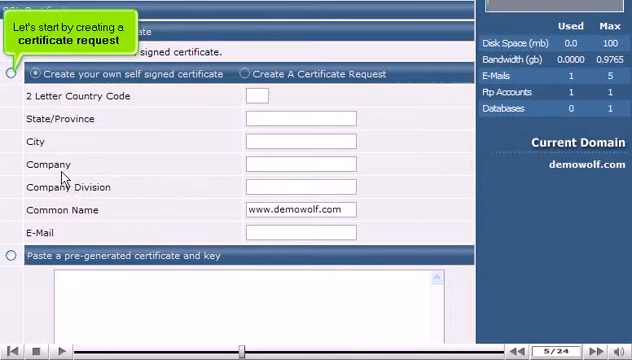 Let's start by creating a
certificate request
signed certificate.
Create your own self signed certificate
Create A Certificate Request
2 Letter Country Code
State/Province
City
Company
Company Division
Common Name
www.demowolf.com
E-Mail
Paste a pre-generated certificate and key
Used Max
Disk Space (mb) 0.0 100
Bandwidth (gb) 0.0000 0.9765
E-Mails 1 5
Ftp Accounts 1 1
Databases 0 1
Current Domain
demowolf.com
5/24